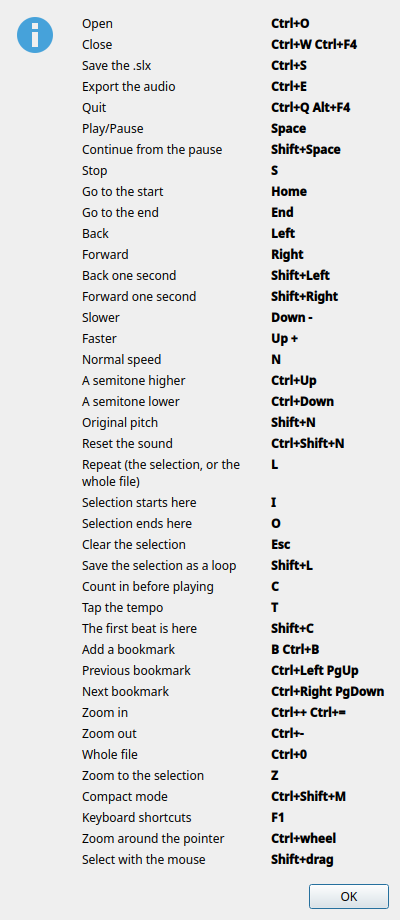 Open Ctrl+O
Close Ctrl+W Ctrl+F4
Save the .slx Ctrl+S
Export the audio Ctrl+E
Quit Ctrl+Q Alt+F4
Play/Pause Space
Continue from the pause Shift+Space
Stop S
Go to the start Home
Go to the end End
Back Left
Forward Right
Back one second Shift+Left
Forward one second Shift+Right
Slower Down -
Faster Up +
Normal speed N
A semitone higher Ctrl+Up
A semitone lower Ctrl+Down
Original pitch Shift+N
Reset the sound Ctrl+Shift+N
Repeat (the selection, or the L
whole file)
Selection starts here I
Selection ends here O
Clear the selection Esc
Save the selection as a loop Shift+L
Count in before playing C
Tap the tempo T
The first beat is here Shift+C
Add a bookmark B Ctrl+B
Previous bookmark Ctrl+Left PgUp
Next bookmark Ctrl+Right PgDown
Zoom in Ctrl++ Ctrl+=
Zoom out Ctrl+-
Whole file Ctrl+0
Zoom to the selection Z
Compact mode Ctrl+Shift+M
Keyboard shortcuts F1
Zoom around the pointer Ctrl+wheel
Select with the mouse Shift+drag
OK